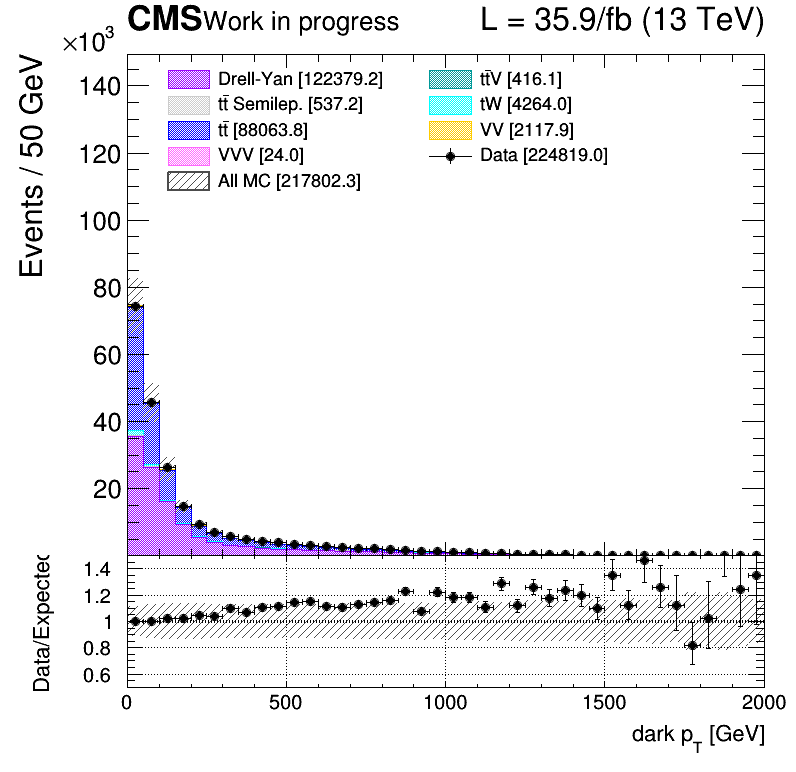 CMS Work in progress L = 35.9/fb (13 TeV)
×10³
Events / 50 GeV
140
120
100
80
60
40
20
Drell-Yan [122379.2]
tt̄ Semilep. [537.2]
tt̄ [88063.8]
VVV [24.0]
All MC [217802.3]
tt̄V [416.1]
tW [4264.0]
VV [2117.9]
Data [224819.0]
Data/Expected
1.4
1.2
1
0.8
0.6
0 500 1000 1500 2000
dark p_T [GeV]